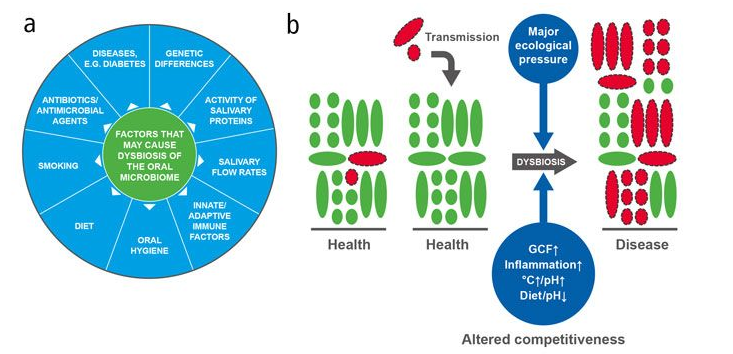 a
DISEASES,
E.G. DIABETES
GENETIC
DIFFERENCES
ANTIBIOTICS/
ANTIMICROBIAL
AGENTS
ACTIVITY OF
SALIVARY
PROTEINS
SMOKING
FACTORS THAT
MAY CAUSE
DYSBIOSIS OF
THE ORAL
MICROBIOME
SALIVARY
FLOW RATES
DIET
ORAL
HYGIENE
INNATE/
ADAPTIVE
IMMUNE
FACTORS
b
Transmission
Major
ecological
pressure
DYSBIOSIS
Health
Health
Disease
GCF↑
Inflammation↑
°C↑/pH↑
Diet/pH↓
Altered competitiveness